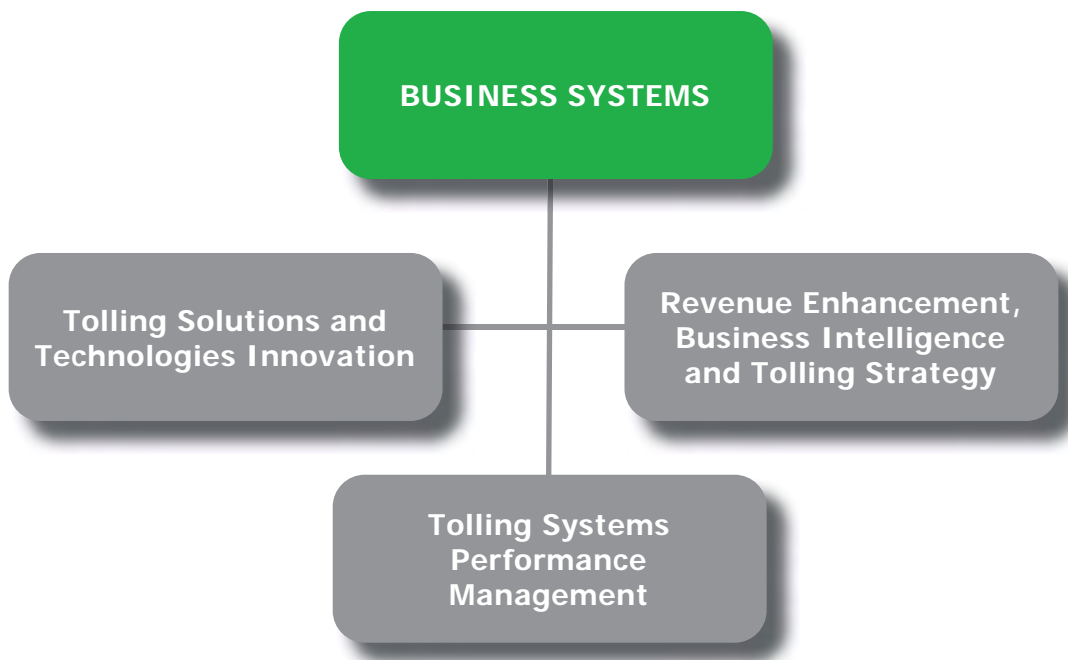 BUSINESS SYSTEMS
Tolling Solutions and
Technologies Innovation
Revenue Enhancement,
Business Intelligence
and Tolling Strategy
Tolling Systems
Performance
Management